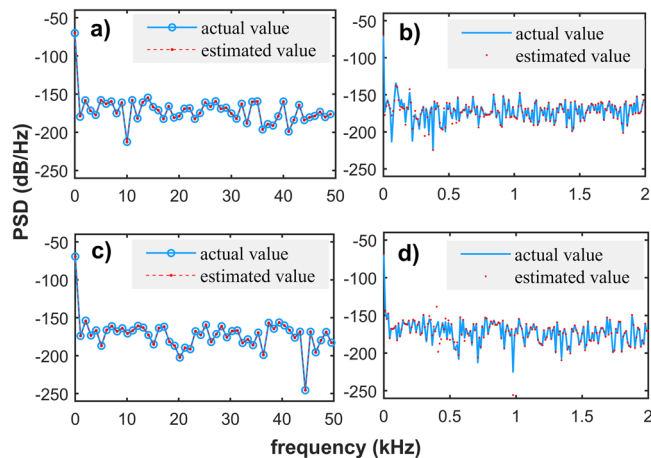 a)
actual value
estimated value
-50
-100
-150
-200
-250
0 10 20 30 40 50
b)
actual value
estimated value
-50
-100
-150
-200
-250
0 0.5 1 1.5 2
PSD (dB/Hz)
c)
actual value
estimated value
-50
-100
-150
-200
-250
0 10 20 30 40 50
d)
actual value
estimated value
-50
-100
-150
-200
-250
0 0.5 1 1.5 2
frequency (kHz)